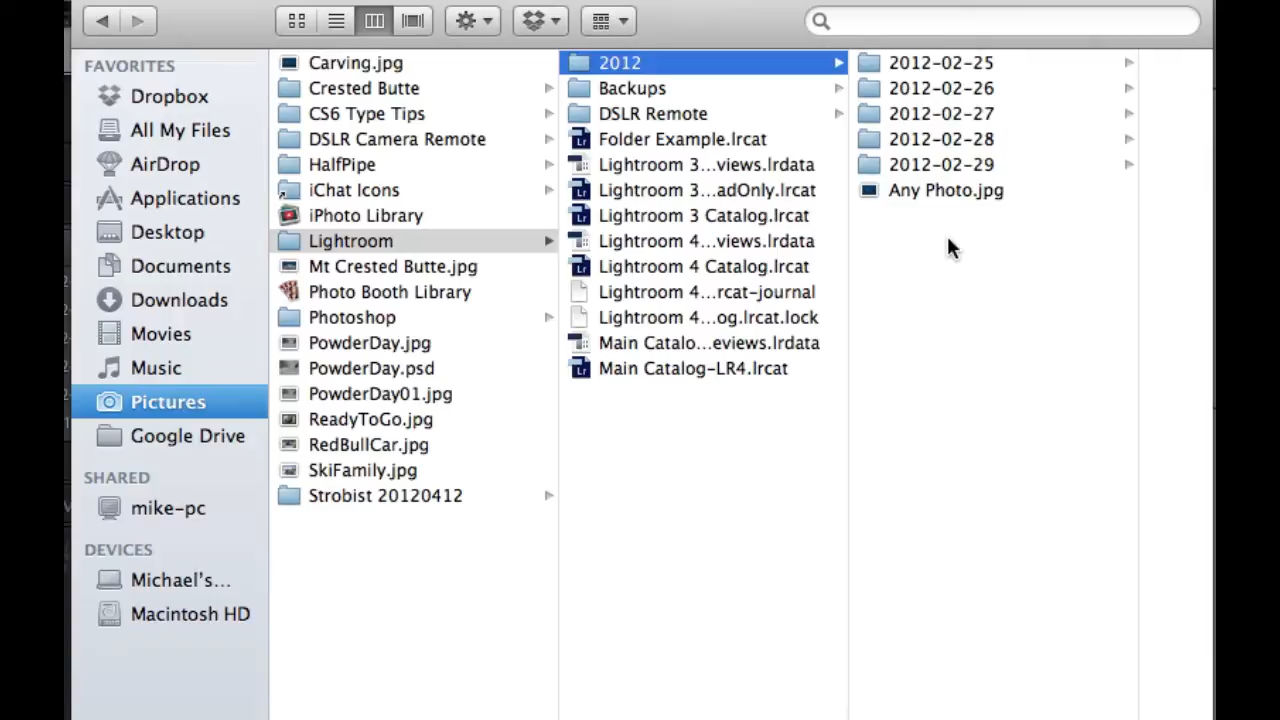 FAVORITES
Dropbox
All My Files
AirDrop
Applications
Desktop
Documents
Downloads
Movies
Music
Pictures
Google Drive
SHARED
mike-pc
DEVICES
Michael's...
Macintosh HD
Carving.jpg
Crested Butte
CS6 Type Tips
DSLR Camera Remote
HalfPipe
iChat Icons
iPhoto Library
Lightroom
Mt Crested Butte.jpg
Photo Booth Library
Photoshop
PowderDay.jpg
PowderDay.psd
PowderDay01.jpg
ReadyToGo.jpg
RedBullCar.jpg
SkiFamily.jpg
Strobist 20120412
2012
Backups
DSLR Remote
Folder Example.lrcat
Lightroom 3...views.lrdata
Lightroom 3...adOnly.lrcat
Lightroom 3 Catalog.lrcat
Lightroom 4...views.lrdata
Lightroom 4 Catalog.lrcat
Lightroom 4...rcat-journal
Lightroom 4...og.lrcat.lock
Main Catalo...eviews.lrdata
Main Catalog-LR4.lrcat
2012-02-25
2012-02-26
2012-02-27
2012-02-28
2012-02-29
Any Photo.jpg